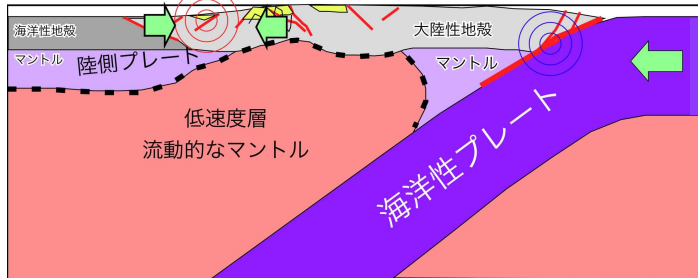 海洋性地殻
大陸性地殻
マントル
陸側プレート
マントル
低速度層
流動的なマントル
海洋性プレート